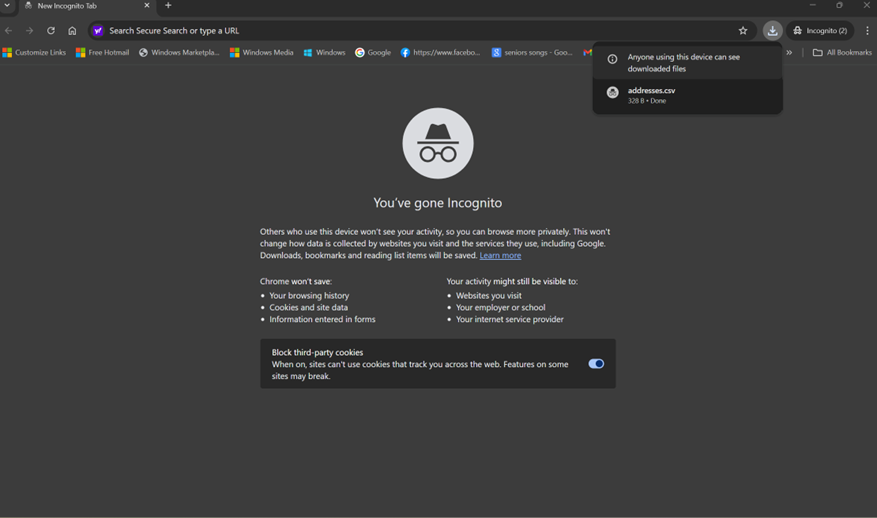 New Incognito Tab
Search Secure Search or type a URL
Incognito (2)
Customize Links
Free Hotmail
Windows Marketpla...
Windows Media
Windows
Google
https://www.facebo...
seniors songs - Goo...
All Bookmarks
Anyone using this device can see
downloaded files
addresses.csv
328 B • Done
You've gone Incognito
Others who use this device won't see your activity, so you can browse more privately. This won't
change how data is collected by websites you visit and the services they use, including Google.
Downloads, bookmarks and reading list items will be saved. Learn more
Chrome won't save:
• Your browsing history
• Cookies and site data
• Information entered in forms
Your activity might still be visible to:
• Websites you visit
• Your employer or school
• Your internet service provider
Block third-party cookies
When on, sites can't use cookies that track you across the web. Features on some
sites may break.